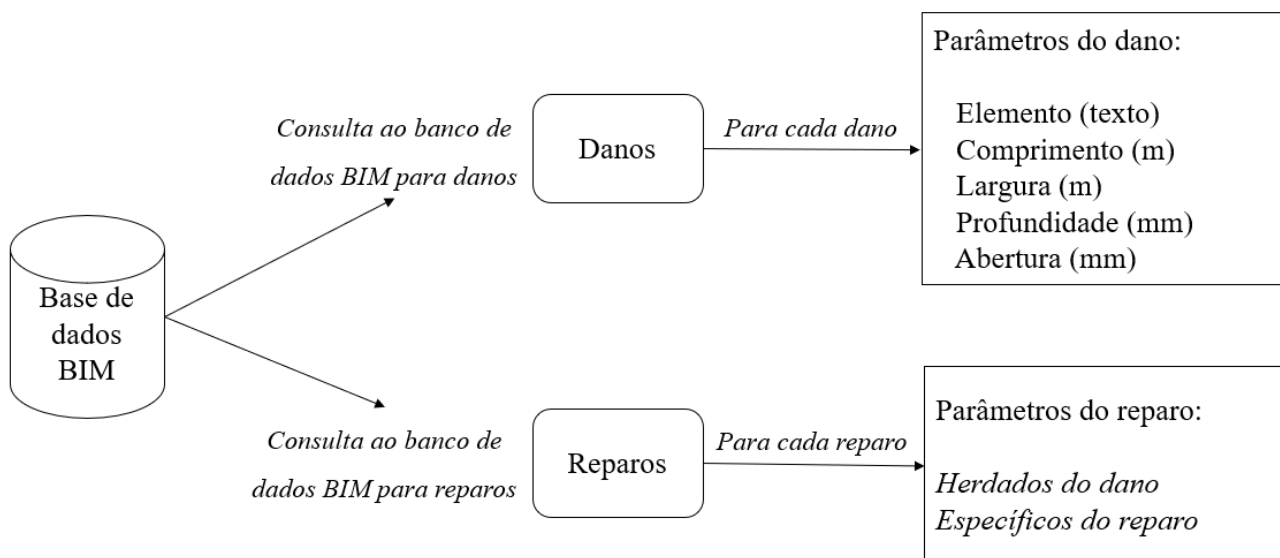 Parâmetros do dano:
Elemento (texto)
Comprimento (m)
Largura (m)
Profundidade (mm)
Abertura (mm)
Consulta ao banco de
dados BIM para danos
Danos
Para cada dano
Base de
dados
BIM
Consulta ao banco de
dados BIM para reparos
Reparos
Para cada reparo
Parâmetros do reparo:
Herdados do dano
Específicos do reparo